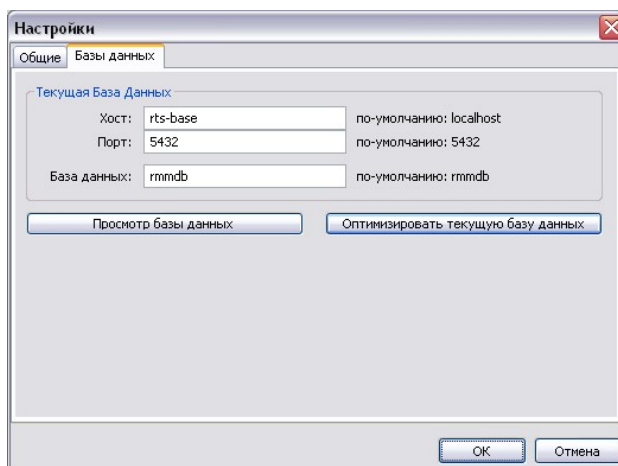 Настройки
Общие Базы данных
Текущая База Данных
Хост: rts-base по-умолчанию: localhost
Порт: 5432 по-умолчанию: 5432
База данных: rmmdb по-умолчанию: rmmdb
Просмотр базы данных Оптимизировать текущую базу данных
OK Отмена